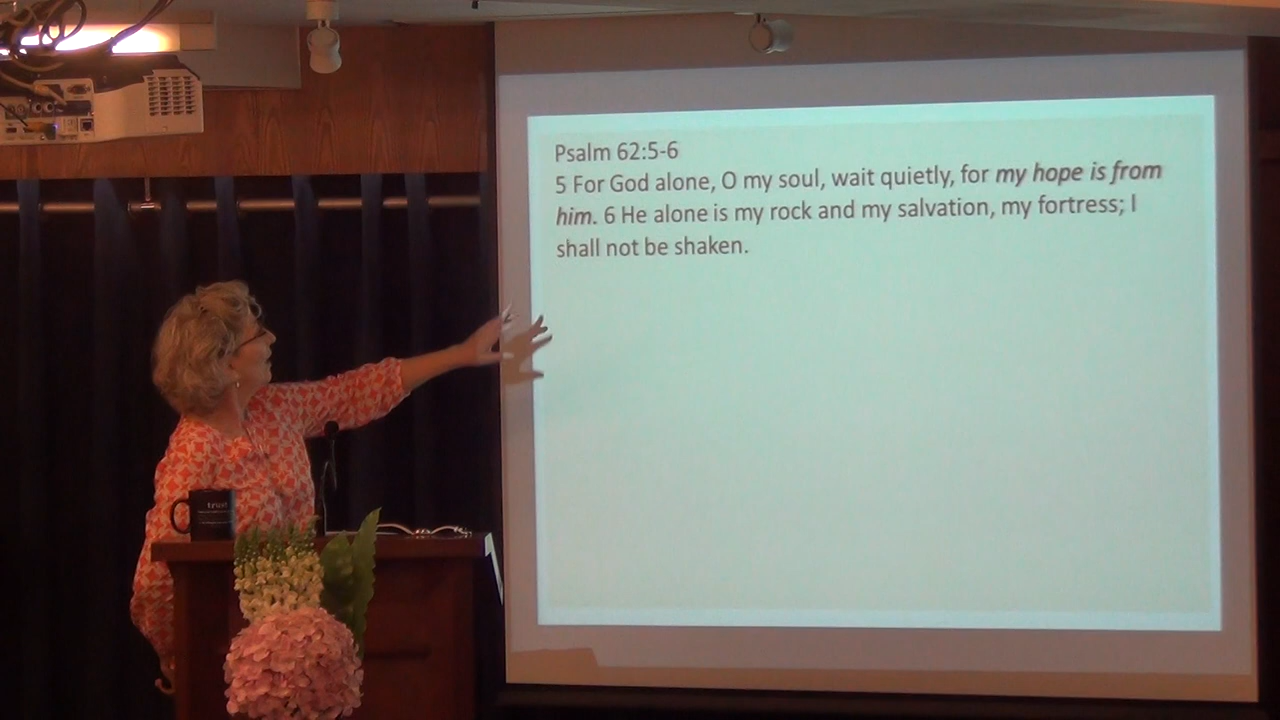 Psalm 62:5-6
5 For God alone, O my soul, wait quietly, for my hope is from
him. 6 He alone is my rock and my salvation, my fortress; I
shall not be shaken.
trust